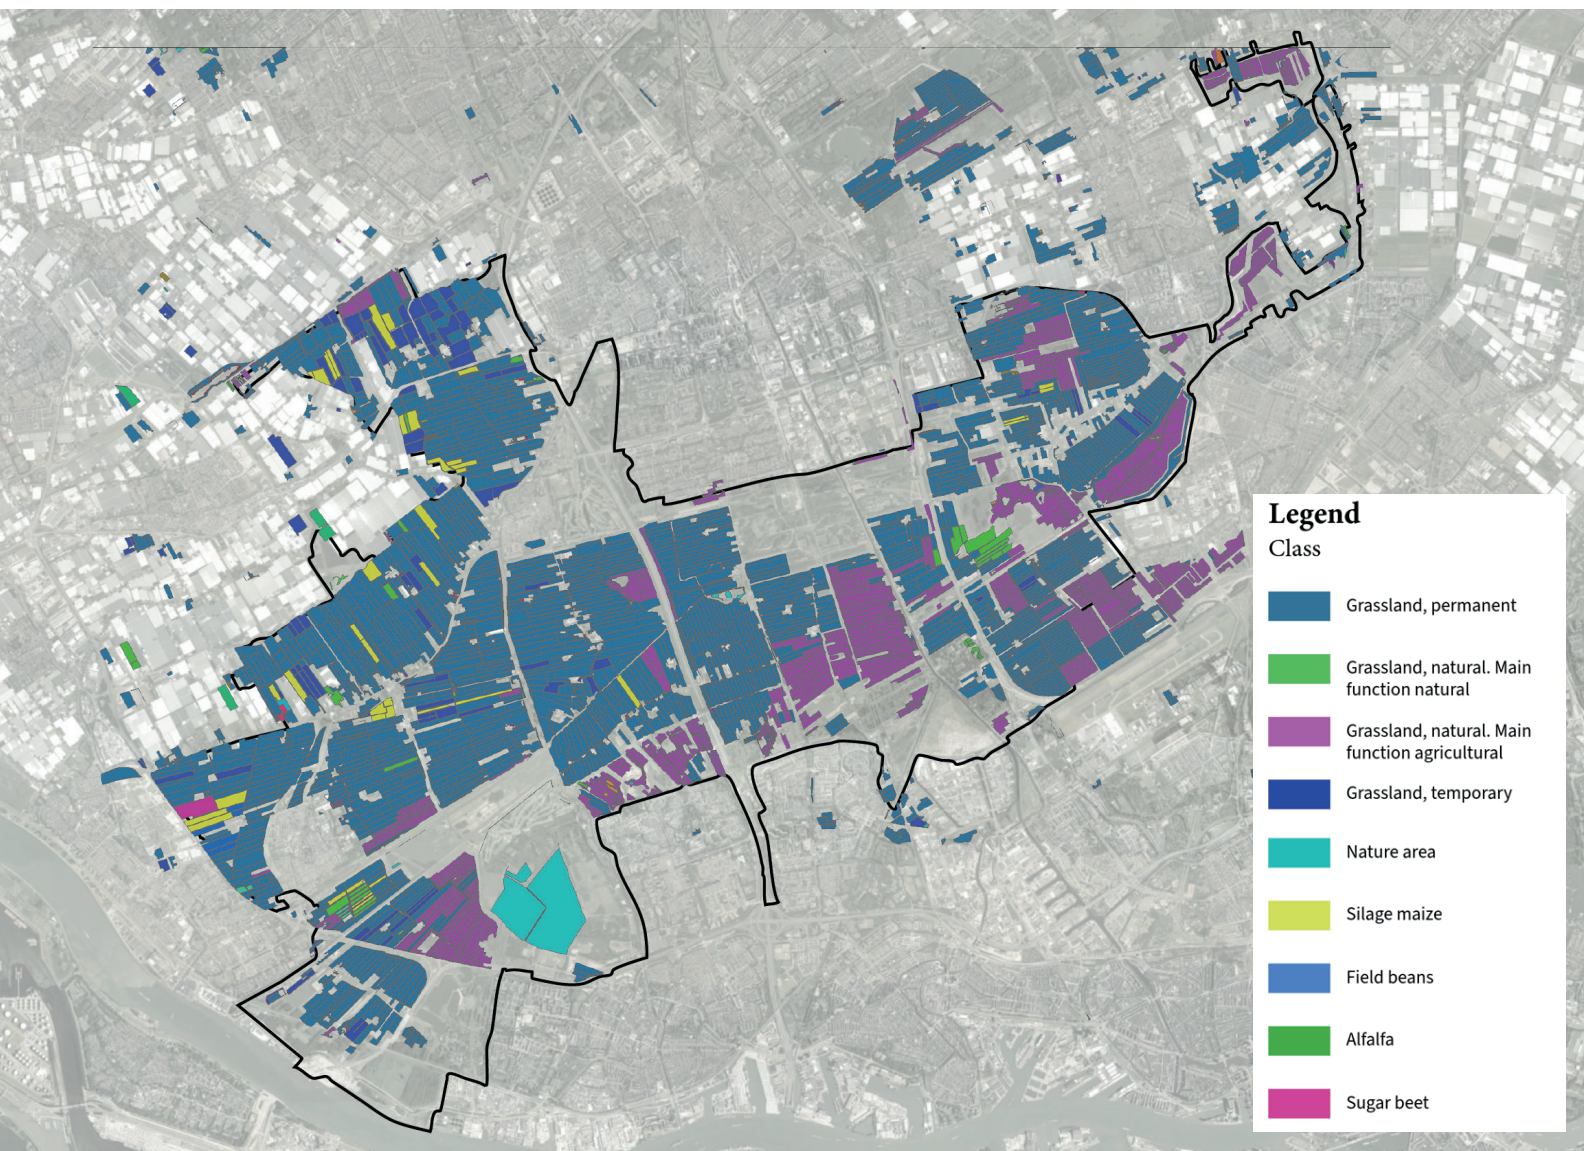 Legend
Class
Grassland, permanent
Grassland, natural. Main
function natural
Grassland, natural. Main
function agricultural
Grassland, temporary
Nature area
Silage maize
Field beans
Alfalfa
Sugar beet